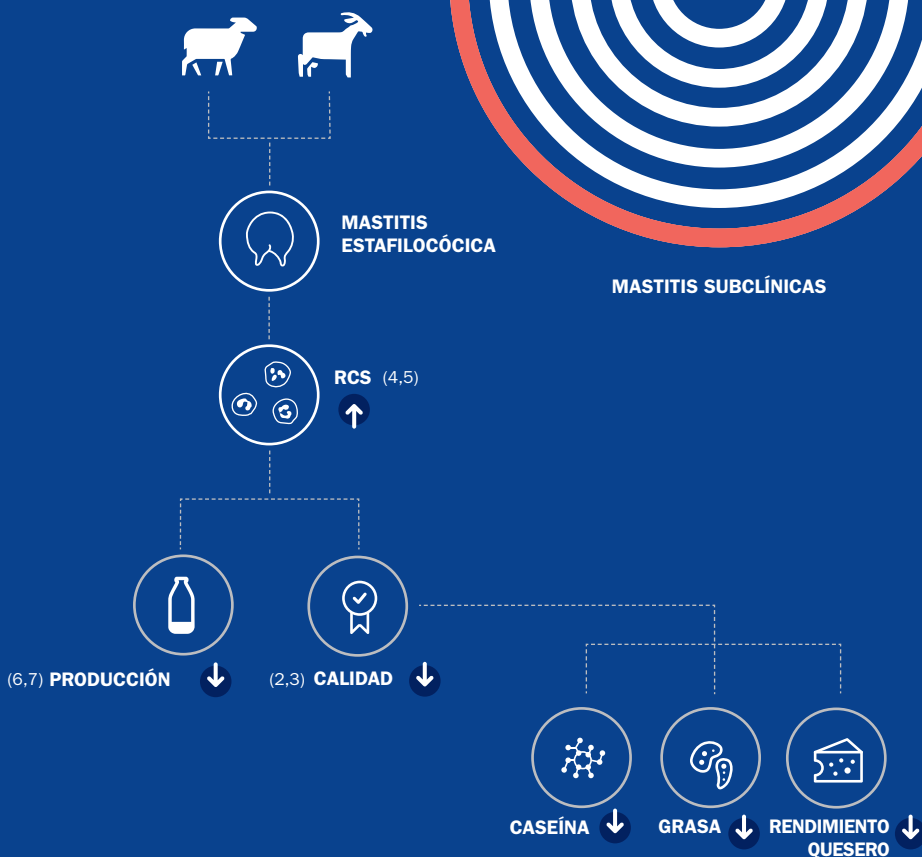 MASTITIS
ESTAFILOCÓCICA
MASTITIS SUBCLÍNICAS
RCS (4,5)
(6,7) PRODUCCIÓN
(2,3) CALIDAD
CASEÍNA
GRASA
RENDIMIENTO
QUESERO